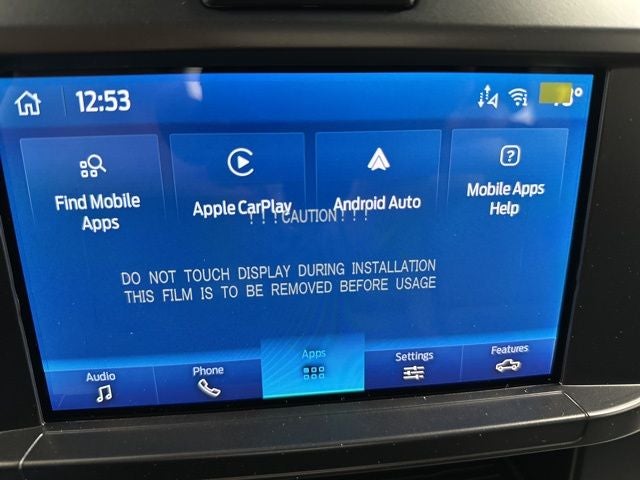 12:53
Find Mobile
Apps
Apple CarPlay
Android Auto
Mobile Apps
Help
! ! ! CAUTION ! ! !
DO NOT TOUCH DISPLAY DURING INSTALLATION
THIS FILM IS TO BE REMOVED BEFORE USAGE
Audio
Phone
Apps
Settings
Features